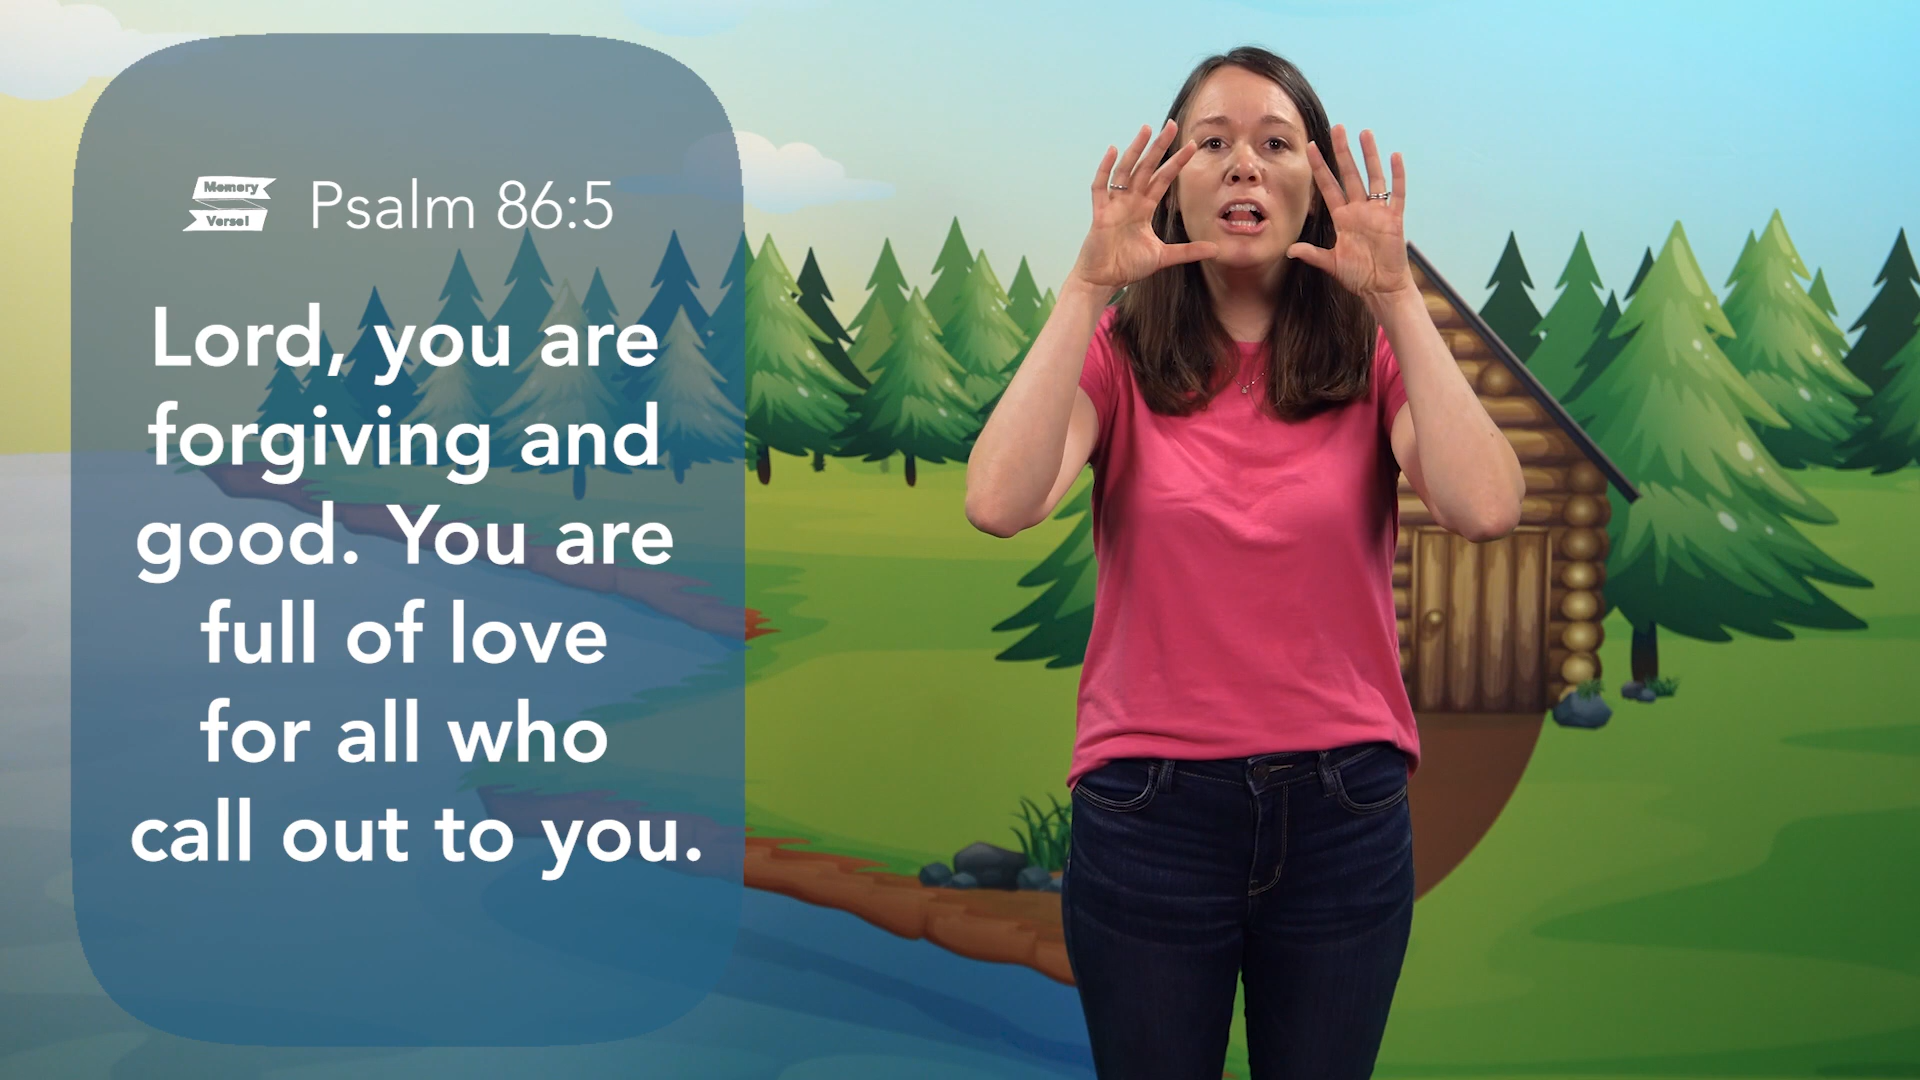 Memory
Verse!
Psalm 86:5
Lord, you are
forgiving and
good. You are
full of love
for all who
call out to you.